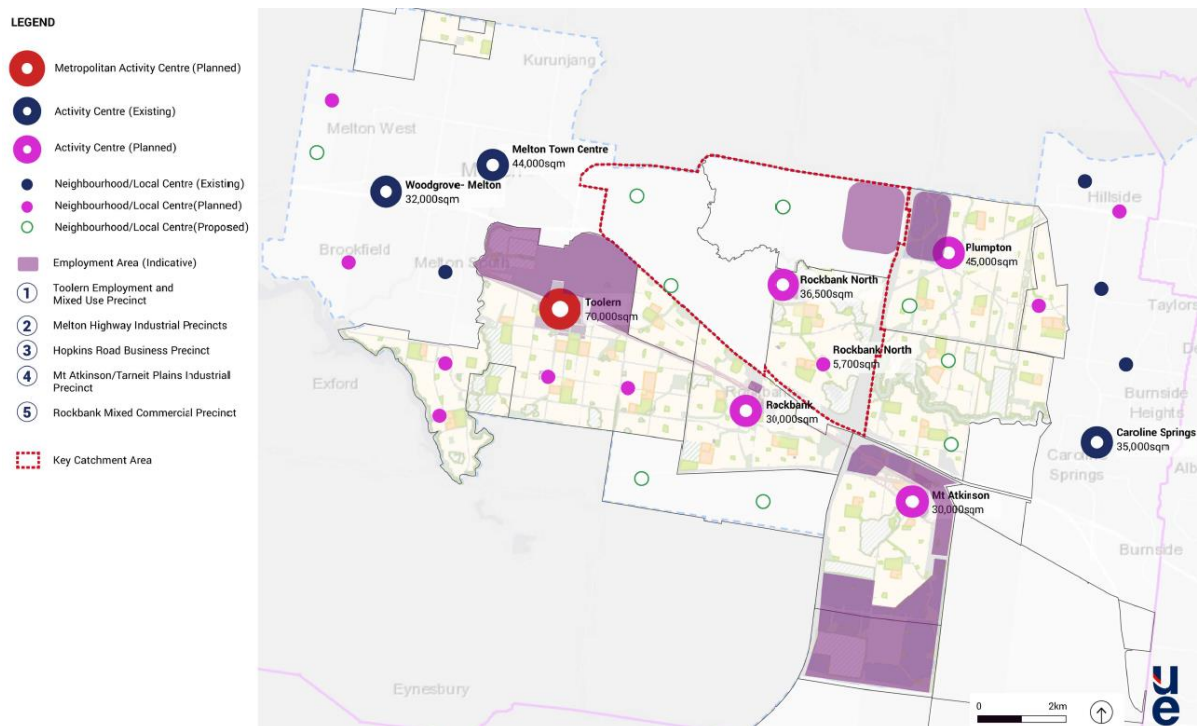 LEGEND
Metropolitan Activity Centre (Planned)
Activity Centre (Existing)
Activity Centre (Planned)
Neighbourhood/Local Centre (Existing)
Neighbourhood/Local Centre(Planned)
Neighbourhood/Local Centre(Proposed)
Employment Area (Indicative)
1
Toolern Employment and
Mixed Use Precinct
2
Melton Highway Industrial Precincts
3
Hopkins Road Business Precinct
4
Mt Atkinson/Tarneit Plains Industrial
Precinct
5
Rockbank Mixed Commercial Precinct
Key Catchment Area
Kurunjang
Melton West
Melton Town Centre
44,000sqm
Woodgrove- Melton
32,000sqm
Hillside
Brookfield
Melton South
Plumpton
45,000sqm
Rockbank North
36,500sqm
Toolern
70,000sqm
Taylors
Rockbank North
5,700sqm
Exford
Rockbank
30,000sqm
Burnside
Heights
Caroline Springs
35,000sqm
Caroline
Springs
Mt Atkinson
30,000sqm
Burnside
Eynesbury
0
2km
ue